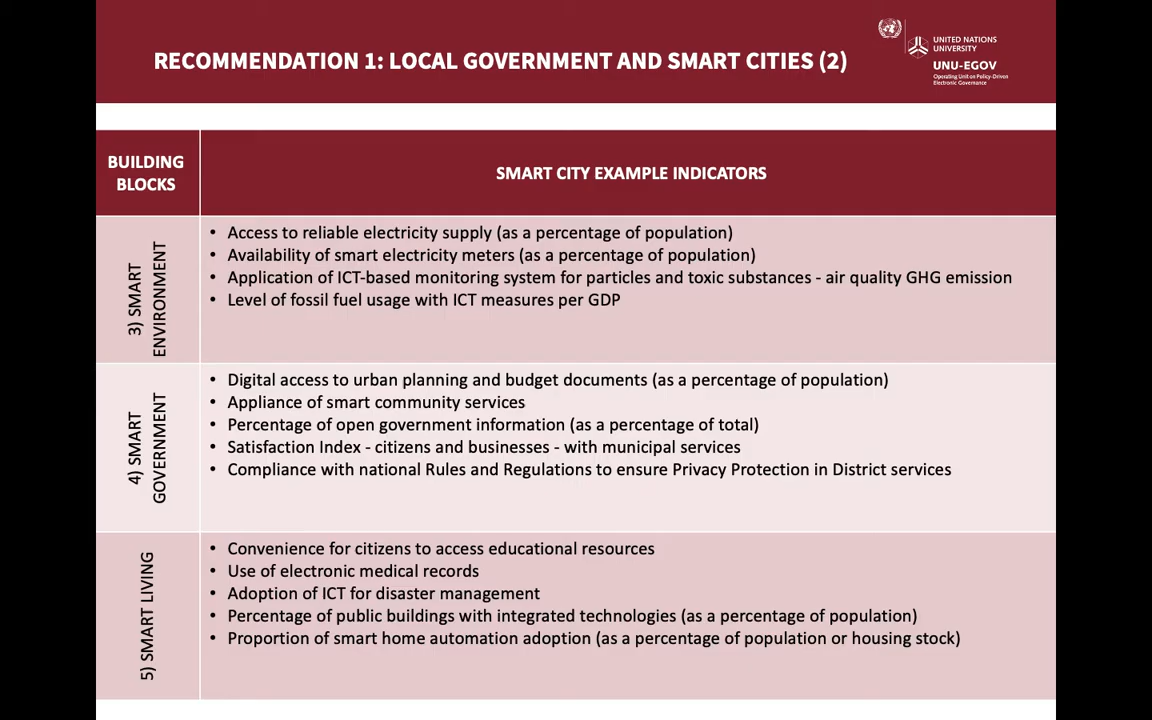 RECOMMENDATION 1: LOCAL GOVERNMENT AND SMART CITIES (2)
UNITED NATIONS
UNIVERSITY
UNU-EGOV
Operating Unit on Policy-Driven
Electronic Governance
BUILDING
BLOCKS
SMART CITY EXAMPLE INDICATORS
3) SMART
ENVIRONMENT
• Access to reliable electricity supply (as a percentage of population)
• Availability of smart electricity meters (as a percentage of population)
• Application of ICT-based monitoring system for particles and toxic substances - air quality GHG emission
• Level of fossil fuel usage with ICT measures per GDP
4) SMART
GOVERNMENT
• Digital access to urban planning and budget documents (as a percentage of population)
• Appliance of smart community services
• Percentage of open government information (as a percentage of total)
• Satisfaction Index - citizens and businesses - with municipal services
• Compliance with national Rules and Regulations to ensure Privacy Protection in District services
5) SMART LIVING
• Convenience for citizens to access educational resources
• Use of electronic medical records
• Adoption of ICT for disaster management
• Percentage of public buildings with integrated technologies (as a percentage of population)
• Proportion of smart home automation adoption (as a percentage of population or housing stock)